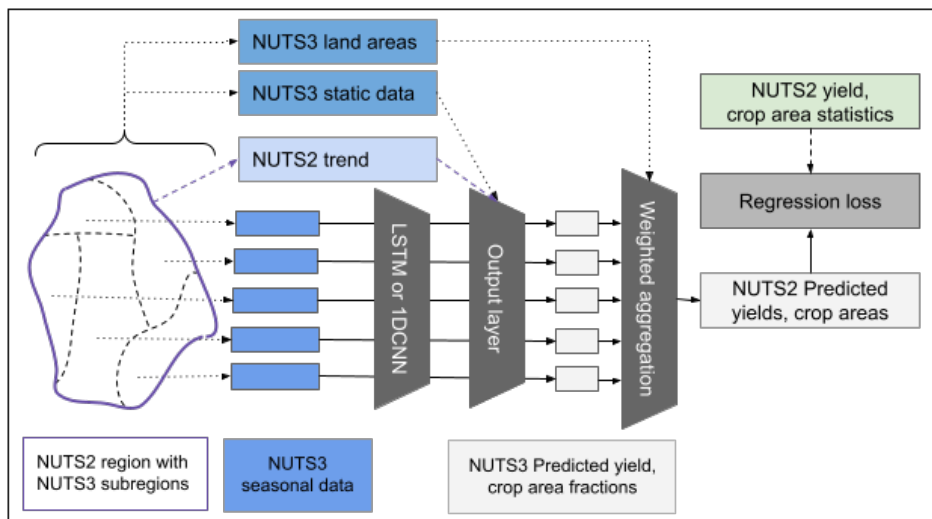 NUTS3 land areas
NUTS3 static data
NUTS2 trend
NUTS2 yield,
crop area statistics
Regression loss
LSTM or 1DCNN
Output layer
Weighted aggregation
NUTS2 Predicted
yields, crop areas
NUTS2 region with
NUTS3 subregions
NUTS3
seasonal data
NUTS3 Predicted yield,
crop area fractions